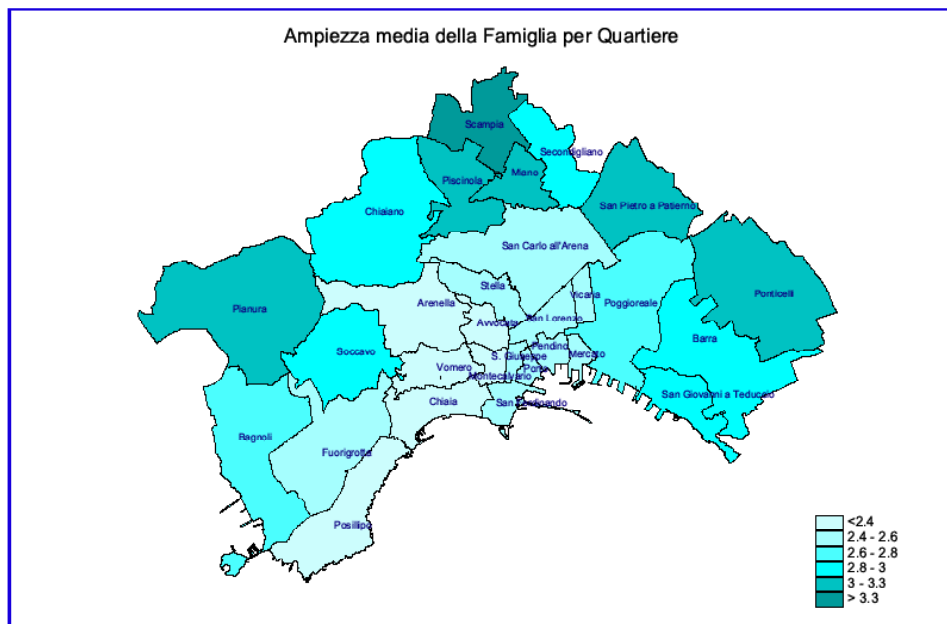 Ampiezza media della Famiglia per Quartiere
Scampia
Secondigliano
Piscinola
Miano
Chiaiano
San Pietro a Patierno
San Carlo all'Arena
Stella
Vicaria
Pianura
Arenella
Poggioreale
Ponticelli
Avvocata
San Lorenzo
Soccavo
Pendino
Barra
S. Giuseppe
Mercato
Vomero
Porto
Montecalvario
Chiaia
San Ferdinando
San Giovanni a Teduccio
Bagnoli
Fuorigrotta
Posillipo
<2.4
2.4 - 2.6
2.6 - 2.8
2.8 - 3
3 - 3.3
> 3.3